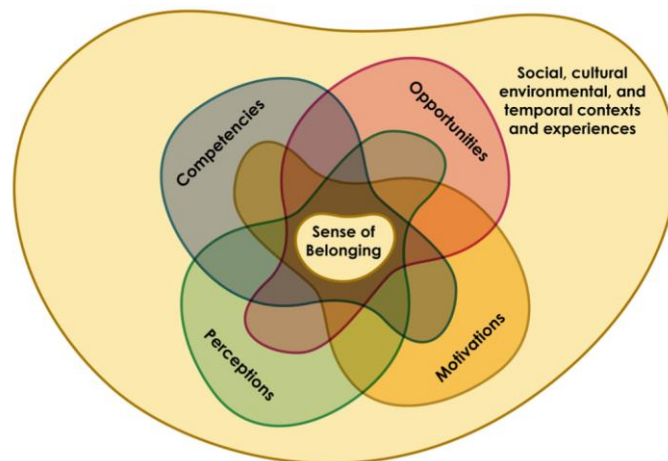 Competencies
Opportunities
Social, cultural
environmental, and
temporal contexts
and experiences
Sense of
Belonging
Perceptions
Motivations